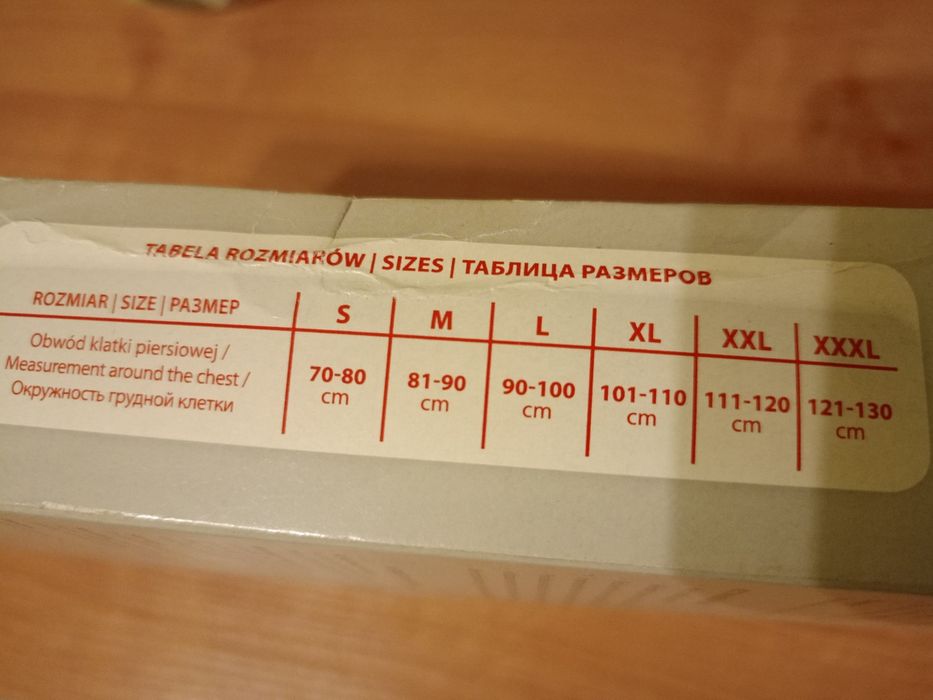 TABELA ROZMIARÓW | SIZES | ТАБЛИЦА РАЗМЕРОВ
ROZMIAR | SIZE | РАЗМЕР S M L XL XXL XXXL
Obwód klatki piersiowej /
Measurement around the chest /
Окружность грудной клетки
70-80 81-90 90-100 101-110 111-120 121-130
cm cm cm cm cm cm